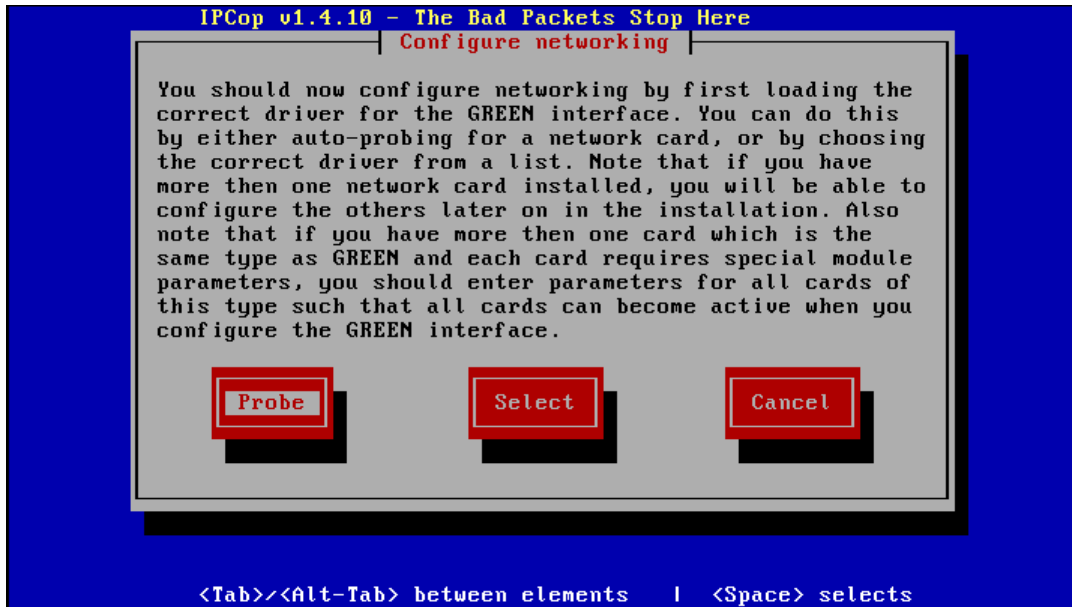 IPCop v1.4.10 - The Bad Packets Stop Here
Configure networking
You should now configure networking by first loading the
correct driver for the GREEN interface. You can do this
by either auto-probing for a network card, or by choosing
the correct driver from a list. Note that if you have
more then one network card installed, you will be able to
configure the others later on in the installation. Also
note that if you have more then one card which is the
same type as GREEN and each card requires special module
parameters, you should enter parameters for all cards of
this type such that all cards can become active when you
configure the GREEN interface.
Probe Select Cancel
<Tab>/<Alt-Tab> between elements | <Space> selects